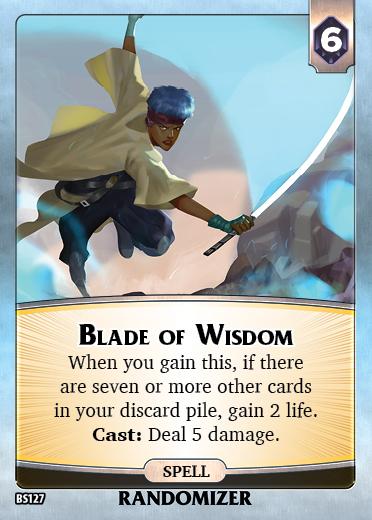 6
BLADE OF WISDOM
When you gain this, if there
are seven or more other cards
in your discard pile, gain 2 life.
Cast: Deal 5 damage.
SPELL
BS127
RANDOMIZER